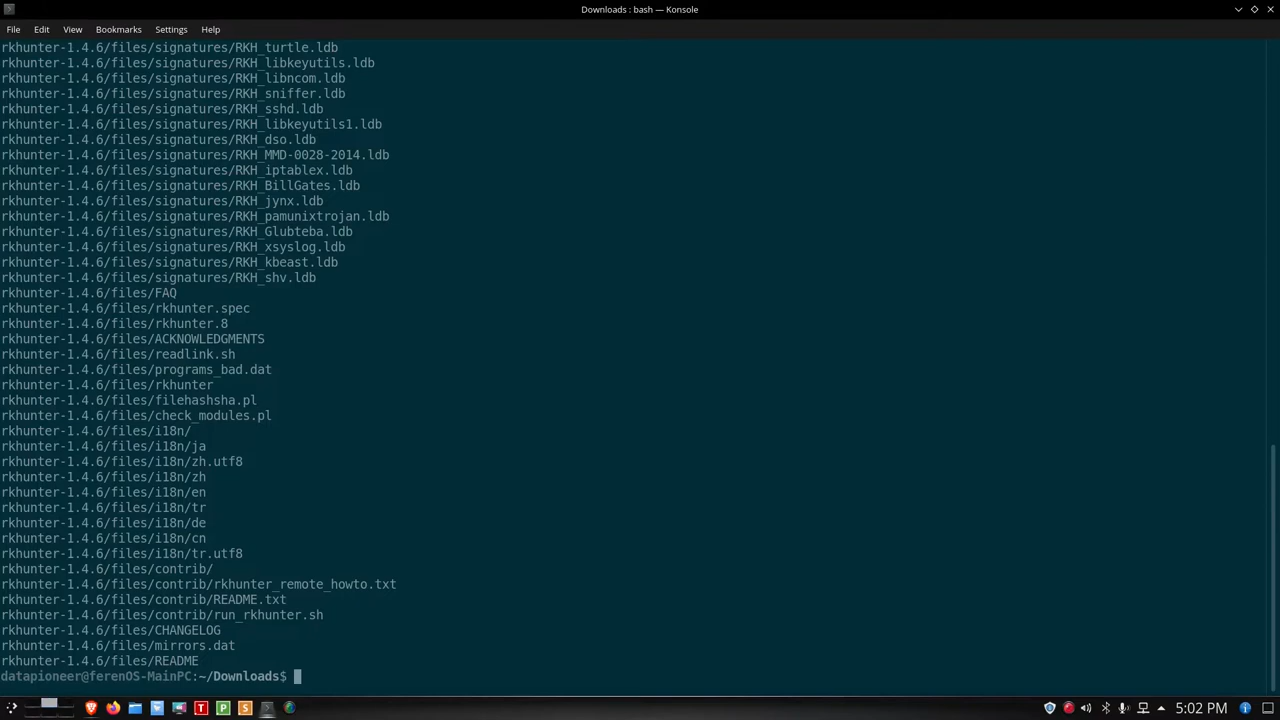 Downloads : bash — Konsole
File Edit View Bookmarks Settings Help
rkhunter-1.4.6/files/signatures/RKH_turtle.ldb
rkhunter-1.4.6/files/signatures/RKH_libkeyutils.ldb
rkhunter-1.4.6/files/signatures/RKH_libncom.ldb
rkhunter-1.4.6/files/signatures/RKH_sniffer.ldb
rkhunter-1.4.6/files/signatures/RKH_sshd.ldb
rkhunter-1.4.6/files/signatures/RKH_libkeyutils1.ldb
rkhunter-1.4.6/files/signatures/RKH_dso.ldb
rkhunter-1.4.6/files/signatures/RKH_MMD-0028-2014.ldb
rkhunter-1.4.6/files/signatures/RKH_iptablex.ldb
rkhunter-1.4.6/files/signatures/RKH_BillGates.ldb
rkhunter-1.4.6/files/signatures/RKH_jynx.ldb
rkhunter-1.4.6/files/signatures/RKH_pamunixtrojan.ldb
rkhunter-1.4.6/files/signatures/RKH_Glubteba.ldb
rkhunter-1.4.6/files/signatures/RKH_xsyslog.ldb
rkhunter-1.4.6/files/signatures/RKH_kbeast.ldb
rkhunter-1.4.6/files/signatures/RKH_shv.ldb
rkhunter-1.4.6/files/FAQ
rkhunter-1.4.6/files/rkhunter.spec
rkhunter-1.4.6/files/rkhunter.8
rkhunter-1.4.6/files/ACKNOWLEDGMENTS
rkhunter-1.4.6/files/readlink.sh
rkhunter-1.4.6/files/programs_bad.dat
rkhunter-1.4.6/files/rkhunter
rkhunter-1.4.6/files/filehashsha.pl
rkhunter-1.4.6/files/check_modules.pl
rkhunter-1.4.6/files/i18n/
rkhunter-1.4.6/files/i18n/ja
rkhunter-1.4.6/files/i18n/zh.utf8
rkhunter-1.4.6/files/i18n/zh
rkhunter-1.4.6/files/i18n/en
rkhunter-1.4.6/files/i18n/tr
rkhunter-1.4.6/files/i18n/de
rkhunter-1.4.6/files/i18n/cn
rkhunter-1.4.6/files/i18n/tr.utf8
rkhunter-1.4.6/files/contrib/
rkhunter-1.4.6/files/contrib/rkhunter_remote_howto.txt
rkhunter-1.4.6/files/contrib/README.txt
rkhunter-1.4.6/files/contrib/run_rkhunter.sh
rkhunter-1.4.6/files/CHANGELOG
rkhunter-1.4.6/files/mirrors.dat
rkhunter-1.4.6/files/README
datapioneer@ferenOS-MainPC:~/Downloads$
T P S 5:02 PM